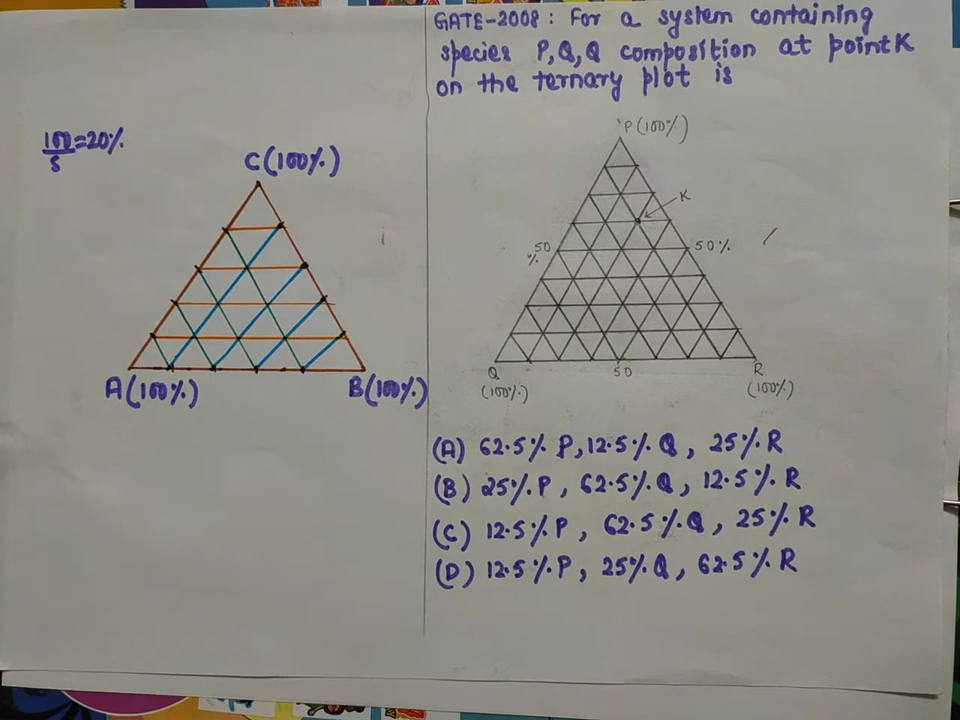 100/5 =20%
C(100%)
A(100%)
B(100%)
GATE-2008: For a system containing
species P,Q,Q composition at point K
on the ternary plot is
P(100%)
K
50
%
50%
Q
(100%)
50
R
(100%)
(A) 62.5% P,12.5% Q, 25% R
(B) 25% P, 62.5% Q, 12.5% R
(C) 12.5% P, 62.5% Q, 25% R
(D) 12.5% P, 25% Q, 62.5% R